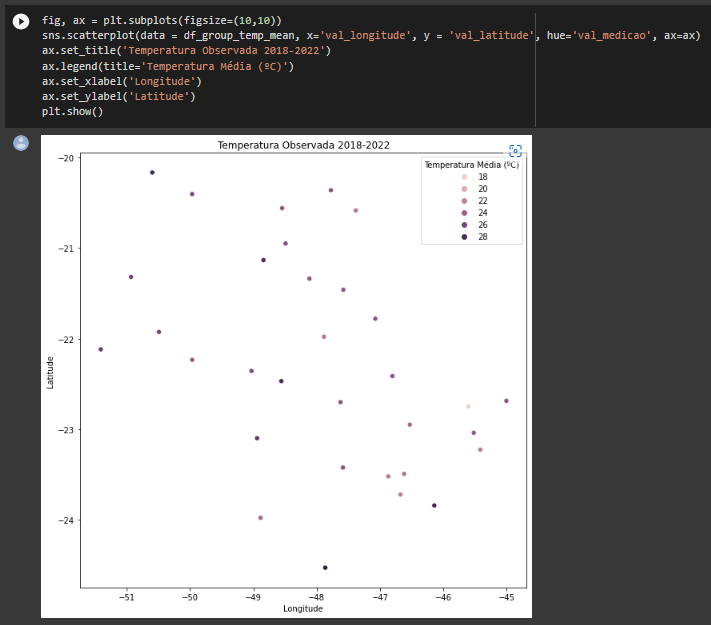 fig, ax = plt.subplots(figsize=(10,10))
sns.scatterplot(data = df_group_temp_mean, x='val_longitude', y = 'val_latitude', hue='val_medicao', ax=ax)
ax.set_title('Temperatura Observada 2018-2022')
ax.legend(title='Temperatura Média (ºC)')
ax.set_xlabel('Longitude')
ax.set_ylabel('Latitude')
plt.show()
Temperatura Observada 2018-2022
Temperatura Média (ºC)
18
20
22
24
26
28
−20
−21
−22
−23
−24
Latitude
−51 −50 −49 −48 −47 −46 −45
Longitude